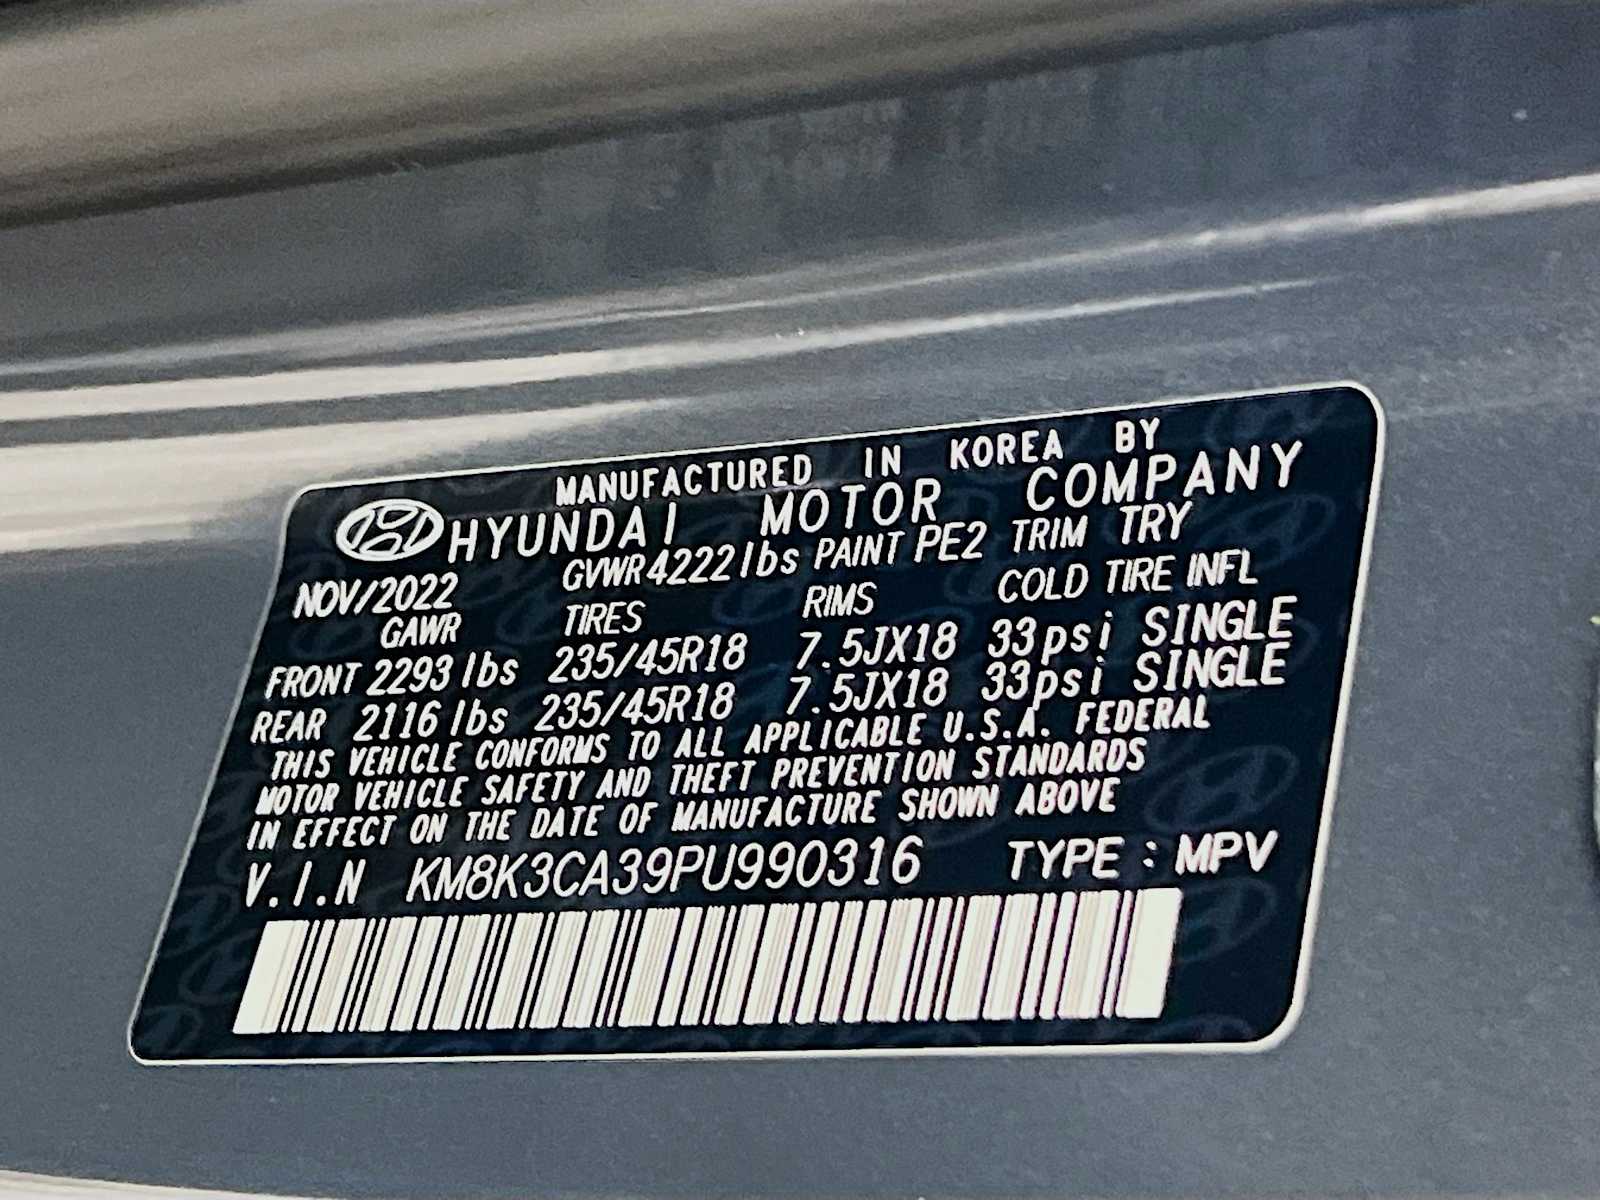 MANUFACTURED IN KOREA BY
HYUNDAI MOTOR COMPANY
NOV/2022 GVWR 4222 lbs PAINT PE2 TRIM TRY
GAWR TIRES RIMS COLD TIRE INFL
FRONT 2293 lbs 235/45R18 7.5JX18 33psi SINGLE
REAR 2116 lbs 235/45R18 7.5JX18 33psi SINGLE
THIS VEHICLE CONFORMS TO ALL APPLICABLE U.S.A. FEDERAL
MOTOR VEHICLE SAFETY AND THEFT PREVENTION STANDARDS
IN EFFECT ON THE DATE OF MANUFACTURE SHOWN ABOVE
V.I.N KM8K3CA39PU990316 TYPE : MPV